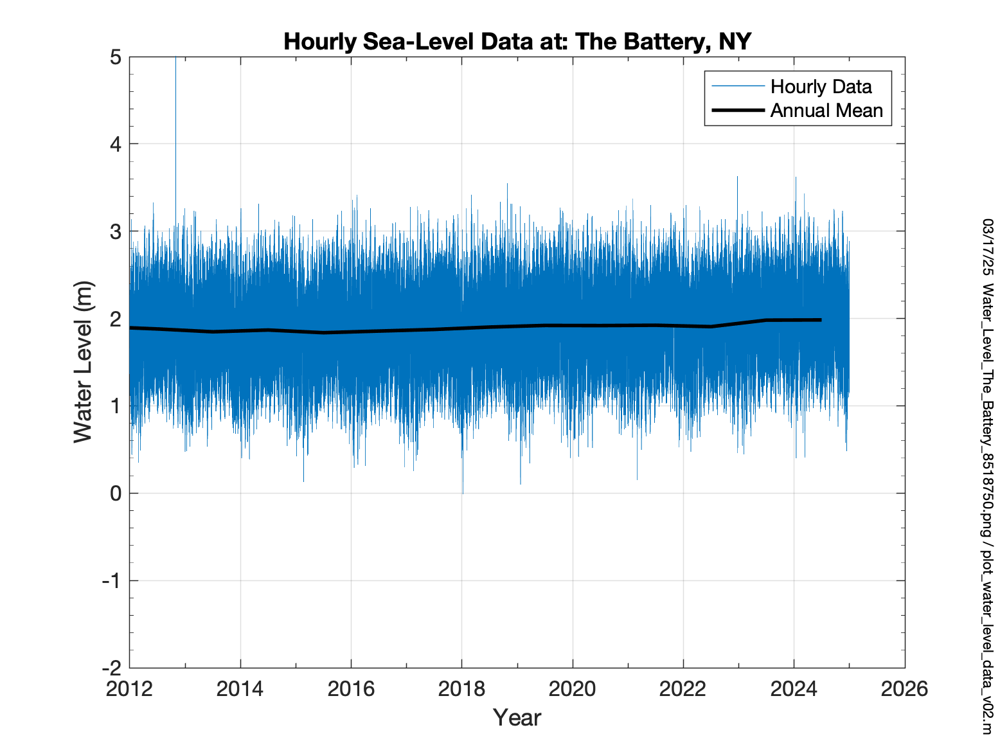 Hourly Sea-Level Data at: The Battery, NY
Hourly Data
Annual Mean
5
4
3
2
1
0
-1
-2
Water Level (m)
2012 2014 2016 2018 2020 2022 2024 2026
Year
03/17/25 Water_Level_The_Battery_8518750.png / plot_water_level_data_v02.m